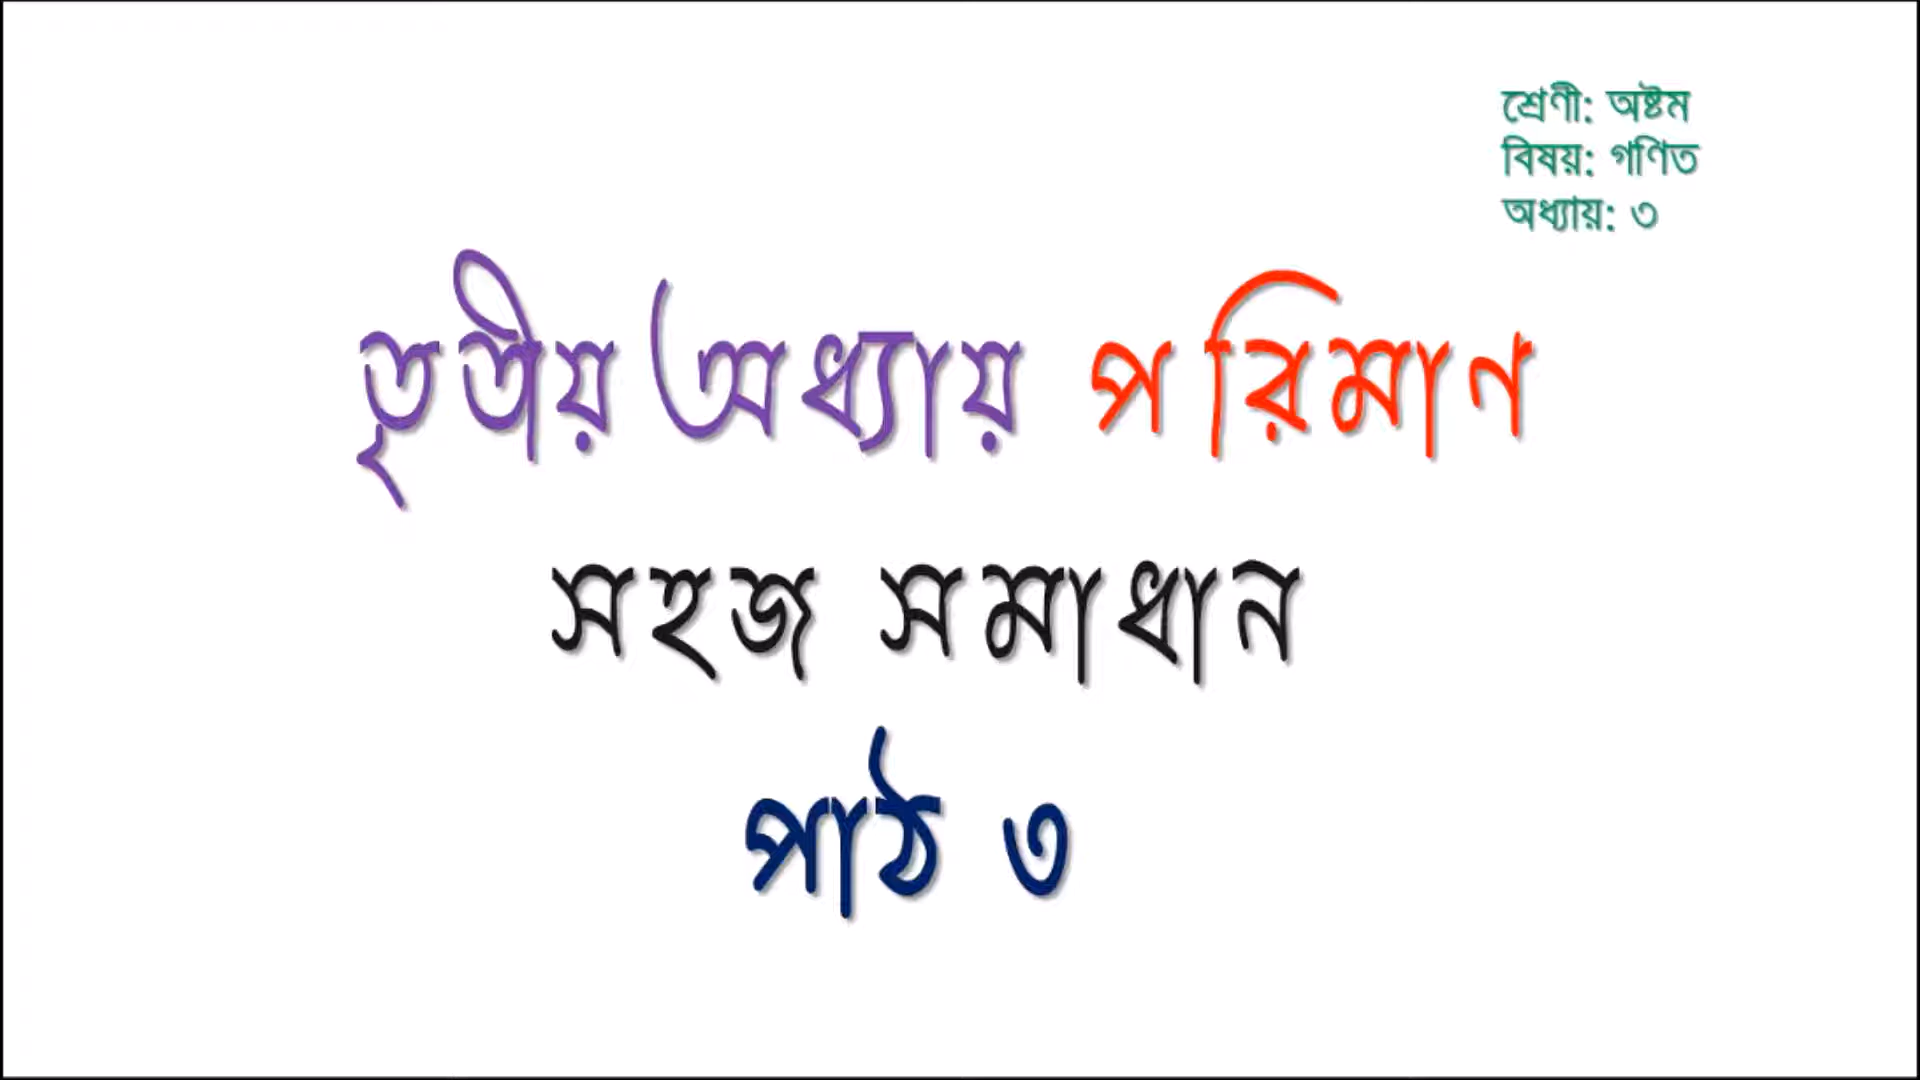 শ্রেণী: অষ্টম
বিষয়: গণিত
অধ্যায়: ৩
তৃতীয় অধ্যায় পরিমাণ
সহজ সমাধান
পাঠ ৩